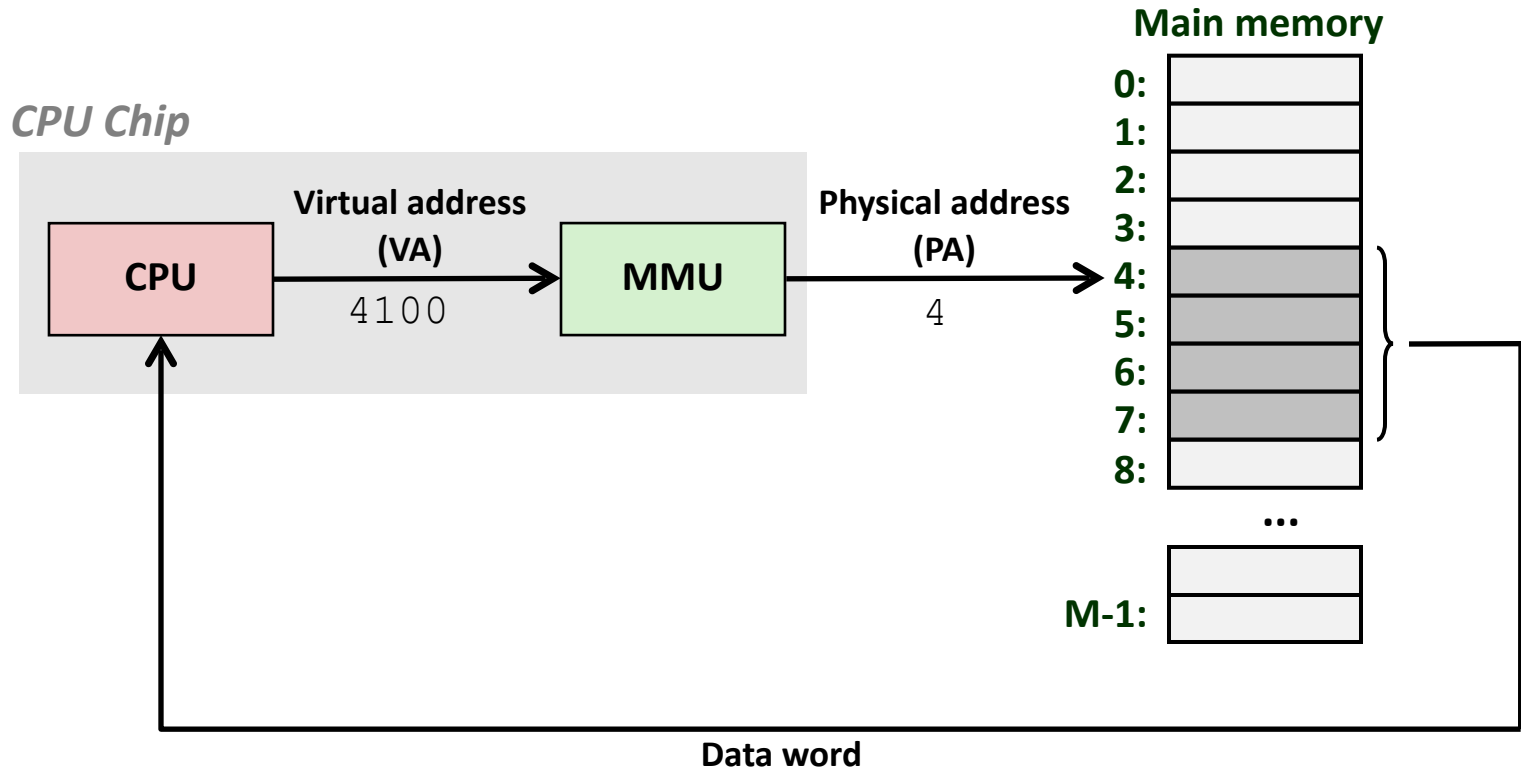 Main memory
CPU Chip
Virtual address
(VA)
Physical address
(PA)
CPU
MMU
4100
4
0:
1:
2:
3:
4:
5:
6:
7:
8:
...
M-1:
Data word